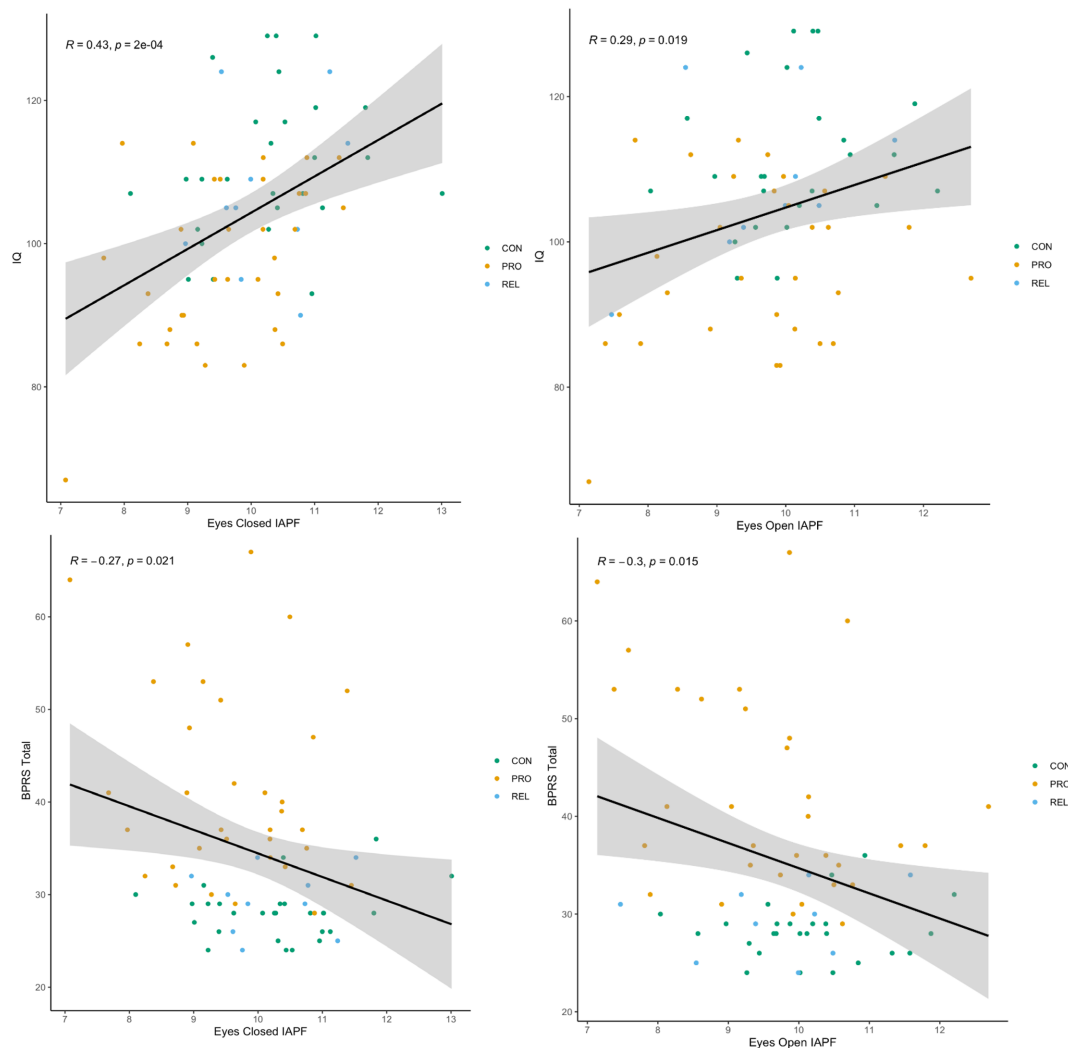 R = 0.43, p = 2e-04
120
100
80
IQ
7 8 9 10 11 12 13
Eyes Closed IAPF
CON
PRO
REL
R = 0.29, p = 0.019
120
100
80
IQ
8 9 10 11 12
Eyes Open IAPF
CON
PRO
REL
R = −0.27, p = 0.021
60
50
40
30
20
BPRS Total
7 8 9 10 11 12 13
Eyes Closed IAPF
CON
PRO
REL
R = −0.3, p = 0.015
60
50
40
30
20
BPRS Total
7 8 9 10 11 12
Eyes Open IAPF
CON
PRO
REL